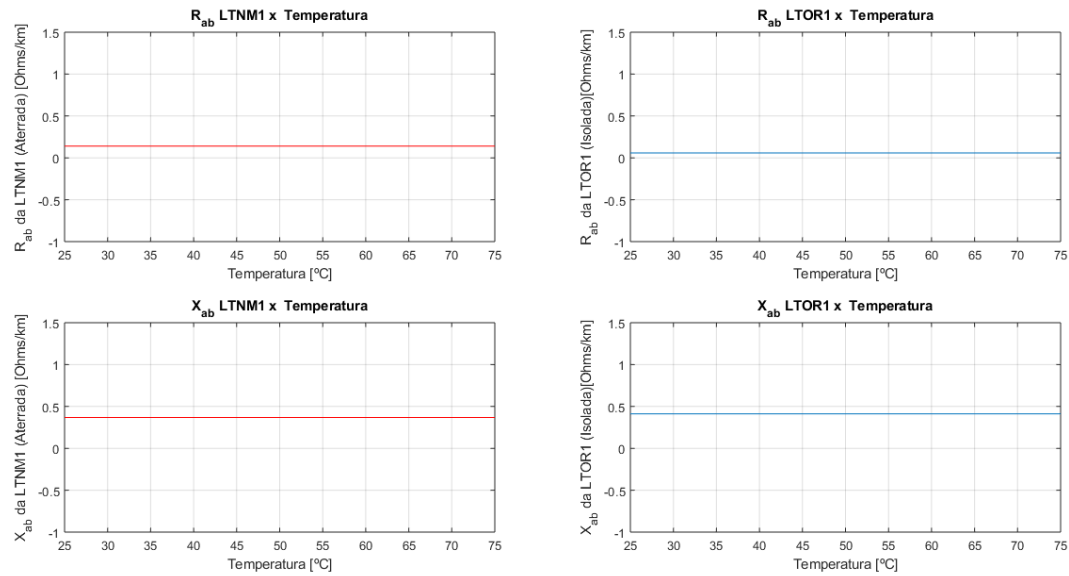 R_ab LTNM1 x Temperatura
R_ab da LTNM1 (Aterrada) [Ohms/km]
1.5
1
0.5
0
-0.5
-1
25 30 35 40 45 50 55 60 65 70 75
Temperatura [ºC]
R_ab LTOR1 x Temperatura
R_ab da LTOR1 (Isolada)[Ohms/km]
1.5
1
0.5
0
-0.5
-1
25 30 35 40 45 50 55 60 65 70 75
Temperatura [ºC]
X_ab LTNM1 x Temperatura
X_ab da LTNM1 (Aterrada) [Ohms/km]
1.5
1
0.5
0
-0.5
-1
25 30 35 40 45 50 55 60 65 70 75
Temperatura [ºC]
X_ab LTOR1 x Temperatura
X_ab da LTOR1 (Isolada)[Ohms/km]
1.5
1
0.5
0
-0.5
-1
25 30 35 40 45 50 55 60 65 70 75
Temperatura [ºC]